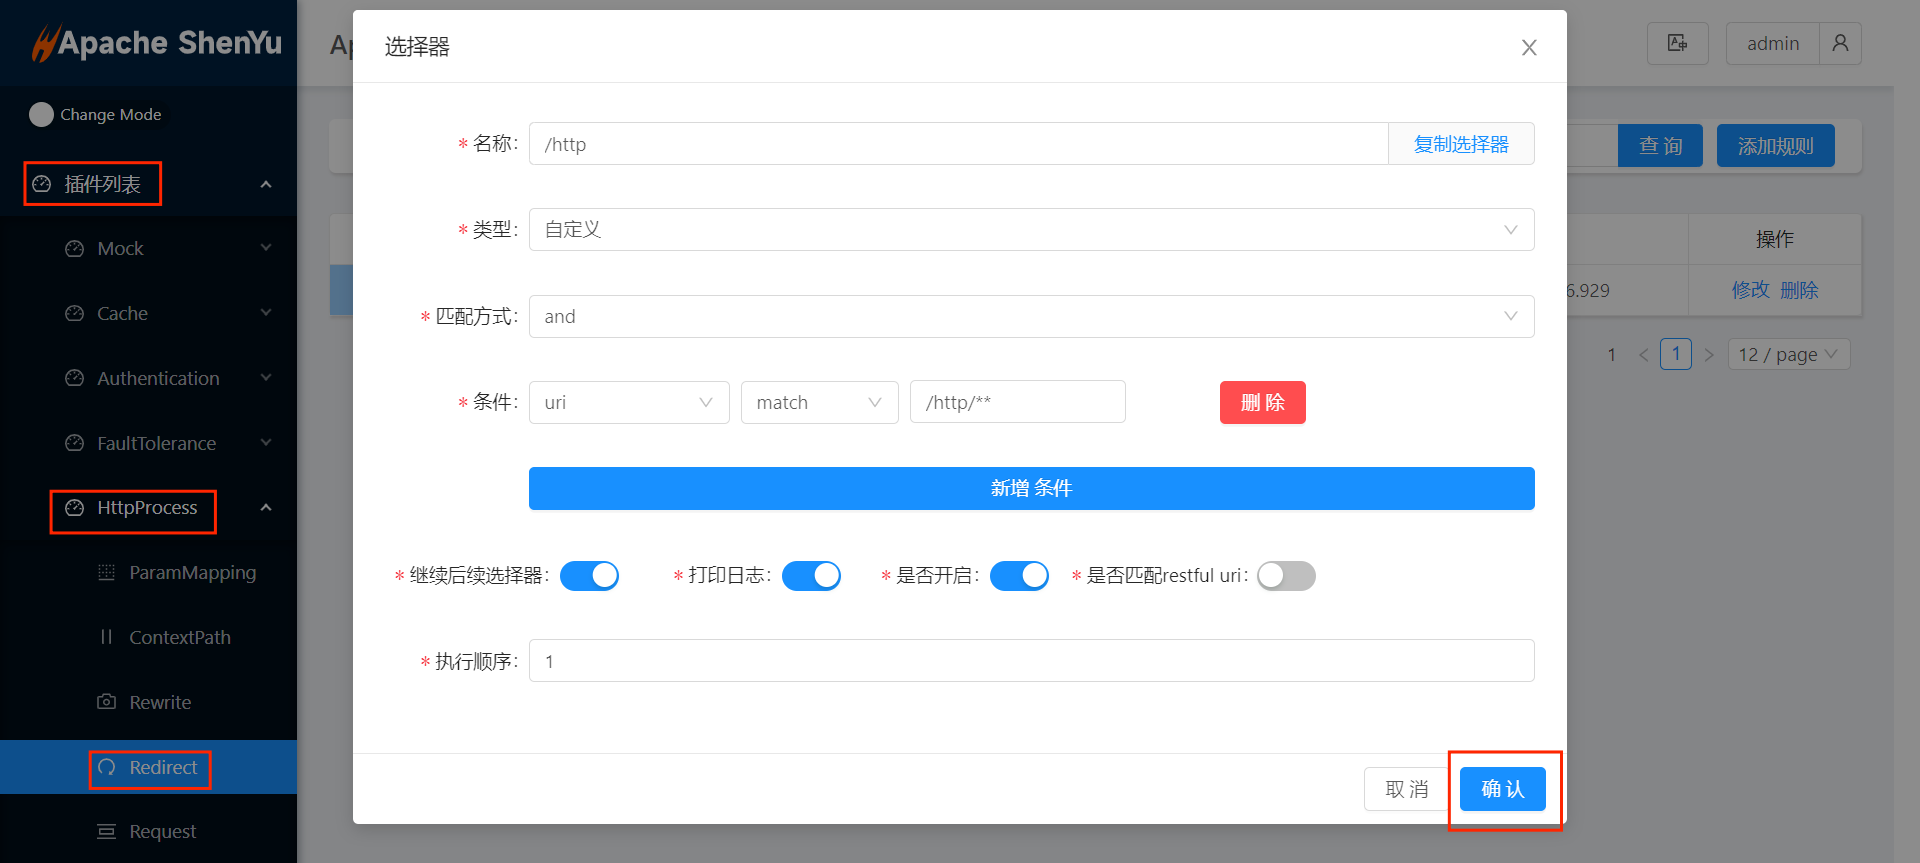 Apache ShenYu
Change Mode
插件列表
Mock
Cache
Authentication
FaultTolerance
HttpProcess
ParamMapping
ContextPath
Rewrite
Redirect
Request
Ap
admin
查 询
添加规则
操作
6.929
修改 删除
1
1
12 / page
选择器
* 名称:
/http
复制选择器
* 类型:
自定义
* 匹配方式:
and
* 条件:
uri
match
/http/**
删 除
新增 条件
* 继续后续选择器:
* 打印日志:
* 是否开启:
* 是否匹配restful uri:
* 执行顺序:
1
取 消
确 认